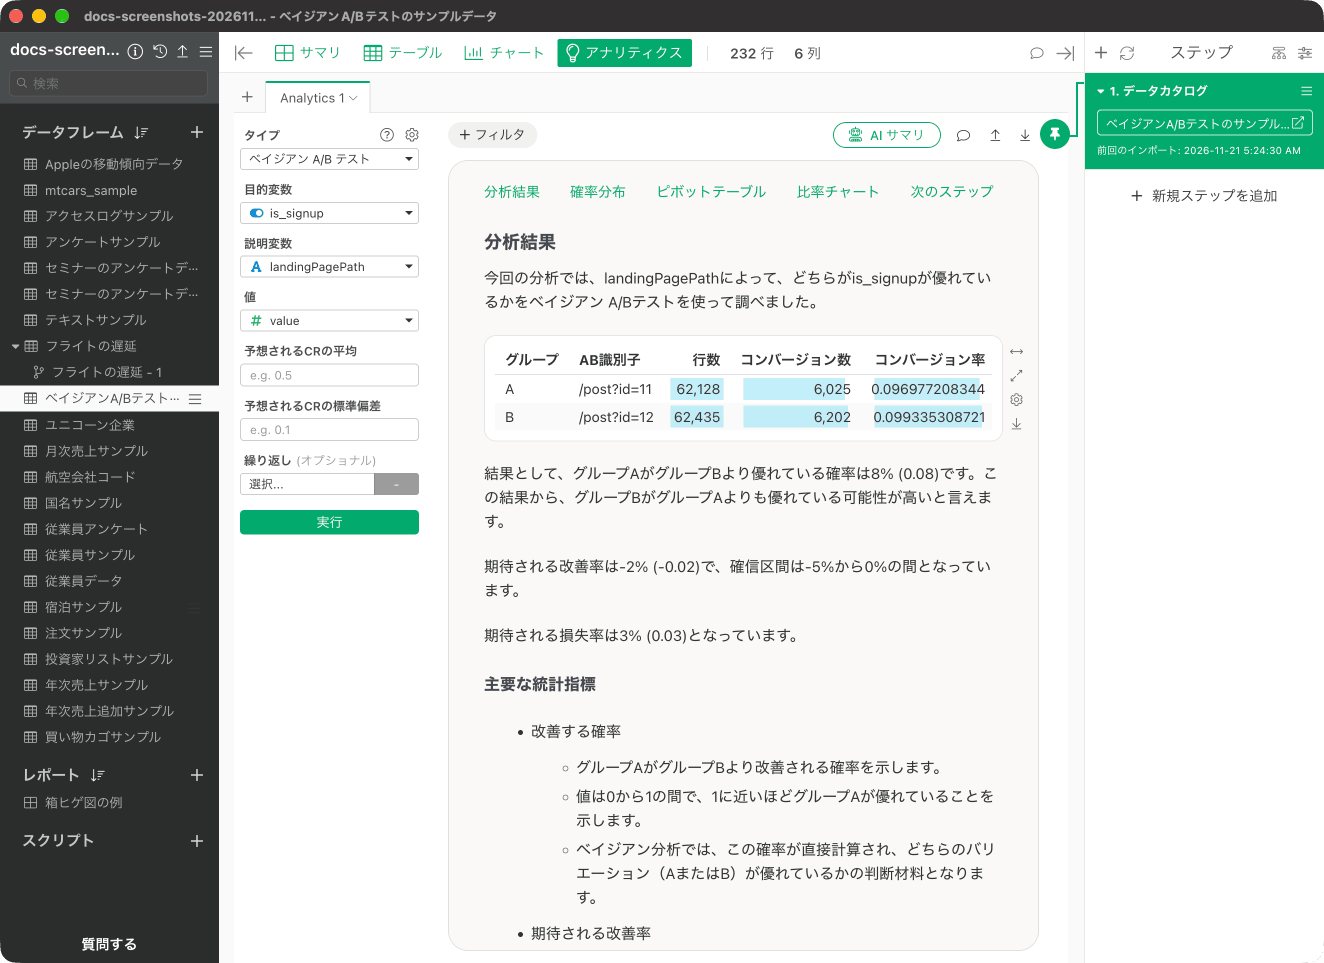 docs-screenshots-202611... - ベイジアンA/Bテストのサンプルデータ
docs-screen...
検索
データフレーム
Appleの移動傾向データ
mtcars_sample
アクセスログサンプル
アンケートサンプル
セミナーのアンケートデ...
セミナーのアンケートデ...
テキストサンプル
フライトの遅延
フライトの遅延 - 1
ベイジアンA/Bテスト...
ユニコーン企業
月次売上サンプル
航空会社コード
国名サンプル
従業員アンケート
従業員サンプル
従業員データ
宿泊サンプル
注文サンプル
投資家リストサンプル
年次売上サンプル
年次売上追加サンプル
買い物カゴサンプル
レポート
箱ヒゲ図の例
スクリプト
質問する
サマリ
テーブル
チャート
アナリティクス
232 行
6 列
Analytics 1
タイプ
ベイジアン A/B テスト
目的変数
is_signup
説明変数
A landingPagePath
値
# value
予想されるCRの平均
e.g. 0.5
予想されるCRの標準偏差
e.g. 0.1
繰り返し (オプショナル)
選択...
-
実行
+ フィルタ
AI サマリ
分析結果 確率分布 ピボットテーブル 比率チャート 次のステップ
分析結果
今回の分析では、landingPagePathによって、どちらがis_signupが優れてい
るかをベイジアン A/Bテストを使って調べました。
グループ AB識別子 行数 コンバージョン数 コンバージョン率
A /post?id=11 62,128 6,025 0.096977208344
B /post?id=12 62,435 6,202 0.099335308721
結果として、グループAがグループBより優れている確率は8% (0.08)です。こ
の結果から、グループBがグループAよりも優れている可能性が高いと言えま
す。
期待される改善率は-2% (-0.02)で、確信区間は-5%から0%の間となってい
ます。
期待される損失率は3% (0.03)となっています。
主要な統計指標
• 改善する確率
○ グループAがグループBより改善される確率を示します。
○ 値は0から1の間で、1に近いほどグループAが優れていることを
示します。
○ ベイジアン分析では、この確率が直接計算され、どちらのバリ
エーション（AまたはB）が優れているかの判断材料となりま
す。
• 期待される改善率
ステップ
1. データカタログ
ベイジアンA/Bテストのサンプル...
前回のインポート: 2026-11-21 5:24:30 AM
+ 新規ステップを追加